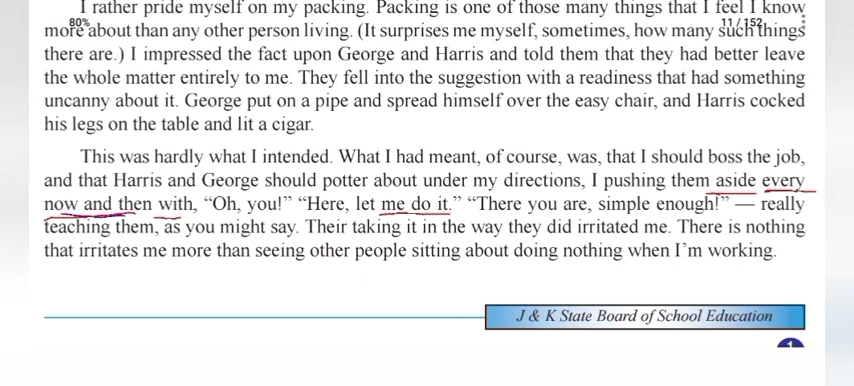 I rather pride myself on my packing. Packing is one of those many things that I feel I know
80%
11 / 152
more about than any other person living. (It surprises me myself, sometimes, how many such things
there are.) I impressed the fact upon George and Harris and told them that they had better leave
the whole matter entirely to me. They fell into the suggestion with a readiness that had something
uncanny about it. George put on a pipe and spread himself over the easy chair, and Harris cocked
his legs on the table and lit a cigar.
This was hardly what I intended. What I had meant, of course, was, that I should boss the job,
and that Harris and George should potter about under my directions, I pushing them aside every
now and then with, “Oh, you!” “Here, let me do it.” “There you are, simple enough!” — really
teaching them, as you might say. Their taking it in the way they did irritated me. There is nothing
that irritates me more than seeing other people sitting about doing nothing when I’m working.
J & K State Board of School Education
1